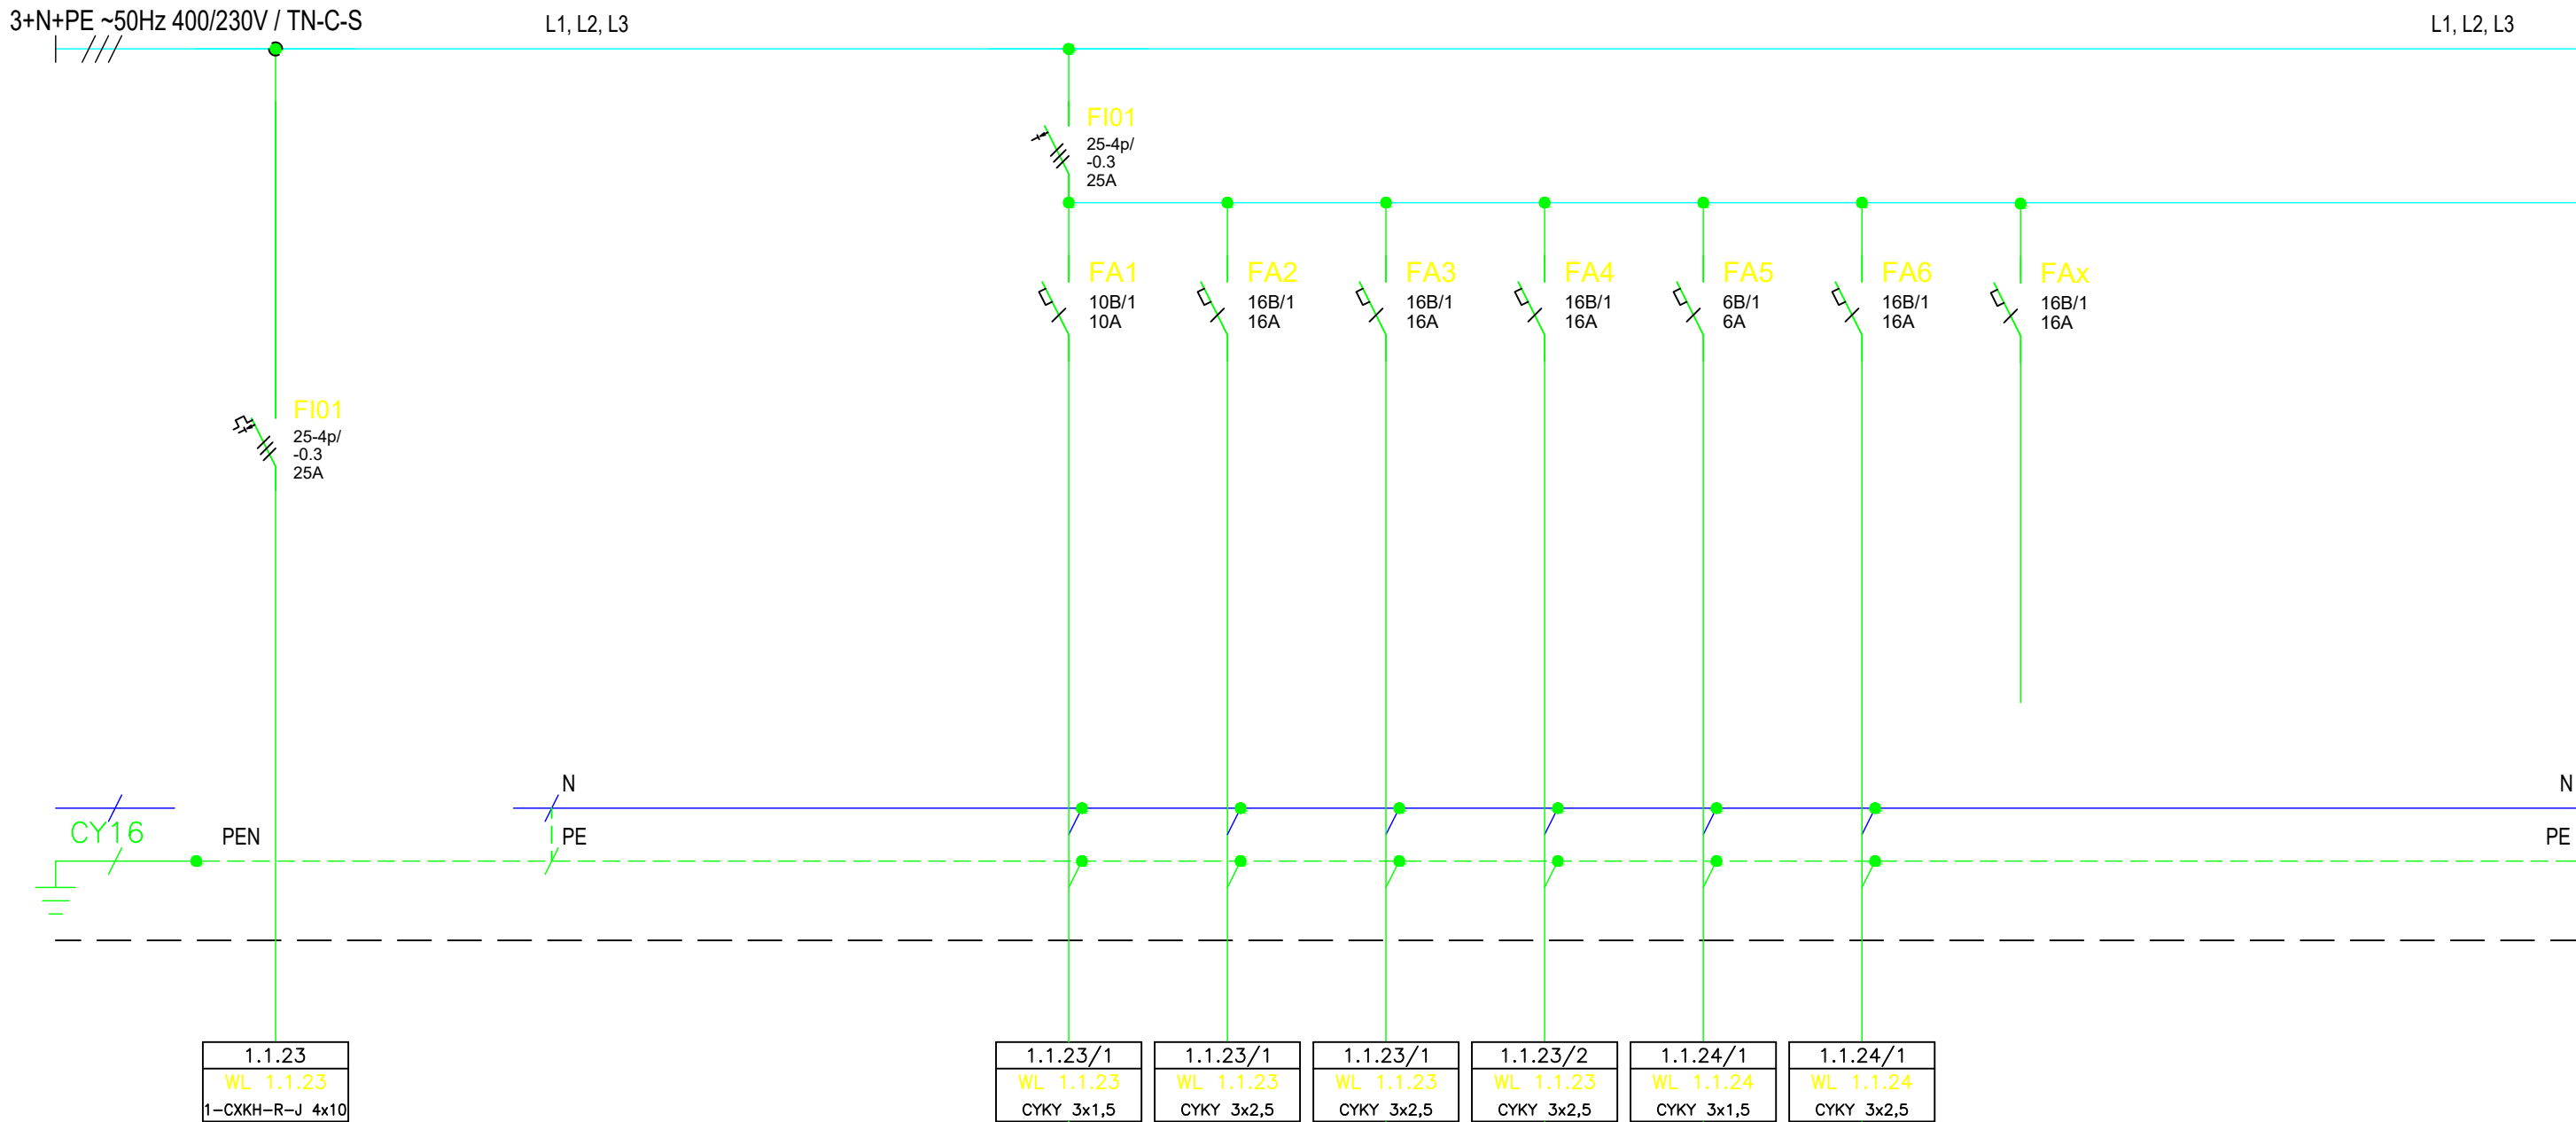 3+N+PE ~50Hz 400/230V / TN-C-S
L1, L2, L3
L1, L2, L3
FI01
25-4p/
-0.3
25A
FA1
10B/1
10A
FA2
16B/1
16A
FA3
16B/1
16A
FA4
16B/1
16A
FA5
6B/1
6A
FA6
16B/1
16A
FAx
16B/1
16A
FI01
25-4p/
-0.3
25A
N
N
CY16
PEN
PE
PE
1.1.23
WL 1.1.23
1-CXKH-R-J 4x10
1.1.23/1
WL 1.1.23
CYKY 3x1,5
1.1.23/1
WL 1.1.23
CYKY 3x2,5
1.1.23/1
WL 1.1.23
CYKY 3x2,5
1.1.23/2
WL 1.1.23
CYKY 3x2,5
1.1.24/1
WL 1.1.24
CYKY 3x1,5
1.1.24/1
WL 1.1.24
CYKY 3x2,5